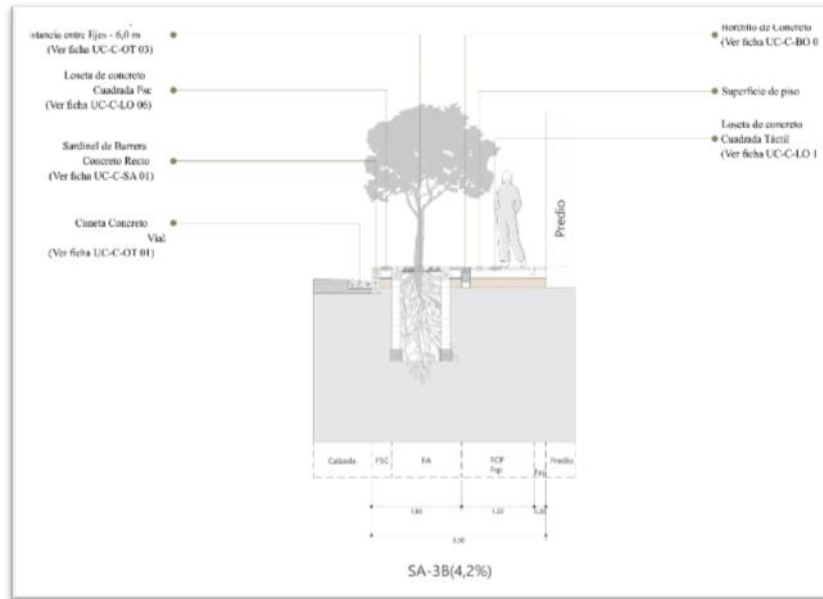 entre Ejes - 6,0 m
(Ver ficha UC-C-OT 03)
Loseta de concreto
Cuadrada Fsc
(Ver ficha UC-C-LO 06)
Sardinel de Barrera
Concreto Recto
(Ver ficha UC-C-SA 01)
Cuneta Concreto
Vial
(Ver ficha UC-C-OT 01)
de Concreto
(Ver ficha UC-C-BO 0
Superficie de piso
Loseta de concreto
Cuadrada Táctil
(Ver ficha UC-C-LO 1
Predio
Calzada
FSC
FA
FCP
Fsp
Predio
SA-3B(4,2%)